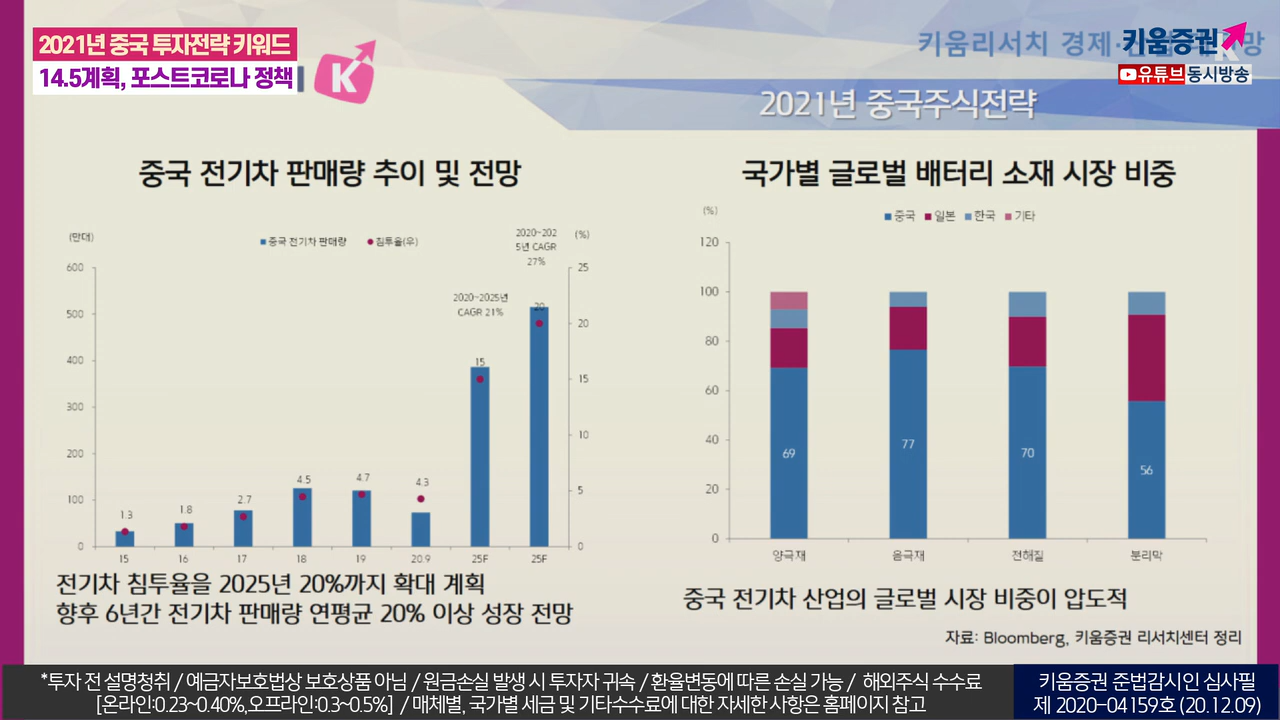 2021년 중국 투자전략 키워드
14.5계획, 포스트코로나 정책
K
키움리서치 경제·
망
키움증권
유튜브동시방송
2021년 중국주식전략
중국 전기차 판매량 추이 및 전망
(만대)
중국 전기차 판매량
침투율(우)
2020~202
5년 CAGR
27%
(%)
2020~2025년
CAGR 21%
600
500
400
300
200
100
0
25
20
15
10
5
0
1.3
1.8
2.7
4.5
4.7
4.3
15
20
15
16
17
18
19
20.9
25F
25F
전기차 침투율을 2025년 20%까지 확대 계획
향후 6년간 전기차 판매량 연평균 20% 이상 성장 전망
국가별 글로벌 배터리 소재 시장 비중
(%)
중국 일본 한국 기타
120
100
80
60
40
20
0
69
77
70
56
양극재
음극재
전해질
분리막
중국 전기차 산업의 글로벌 시장 비중이 압도적
자료: Bloomberg, 키움증권 리서치센터 정리
*투자 전 설명청취 / 예금자보호법상 보호상품 아님 / 원금손실 발생 시 투자자 귀속 / 환율변동에 따른 손실 가능 / 해외주식 수수료
[온라인:0.23~0.40%,오프라인:0.3~0.5%] / 매체별, 국가별 세금 및 기타수수료에 대한 자세한 사항은 홈페이지 참고
키움증권 준법감시인 심사필
제 2020-04159호 (20.12.09)